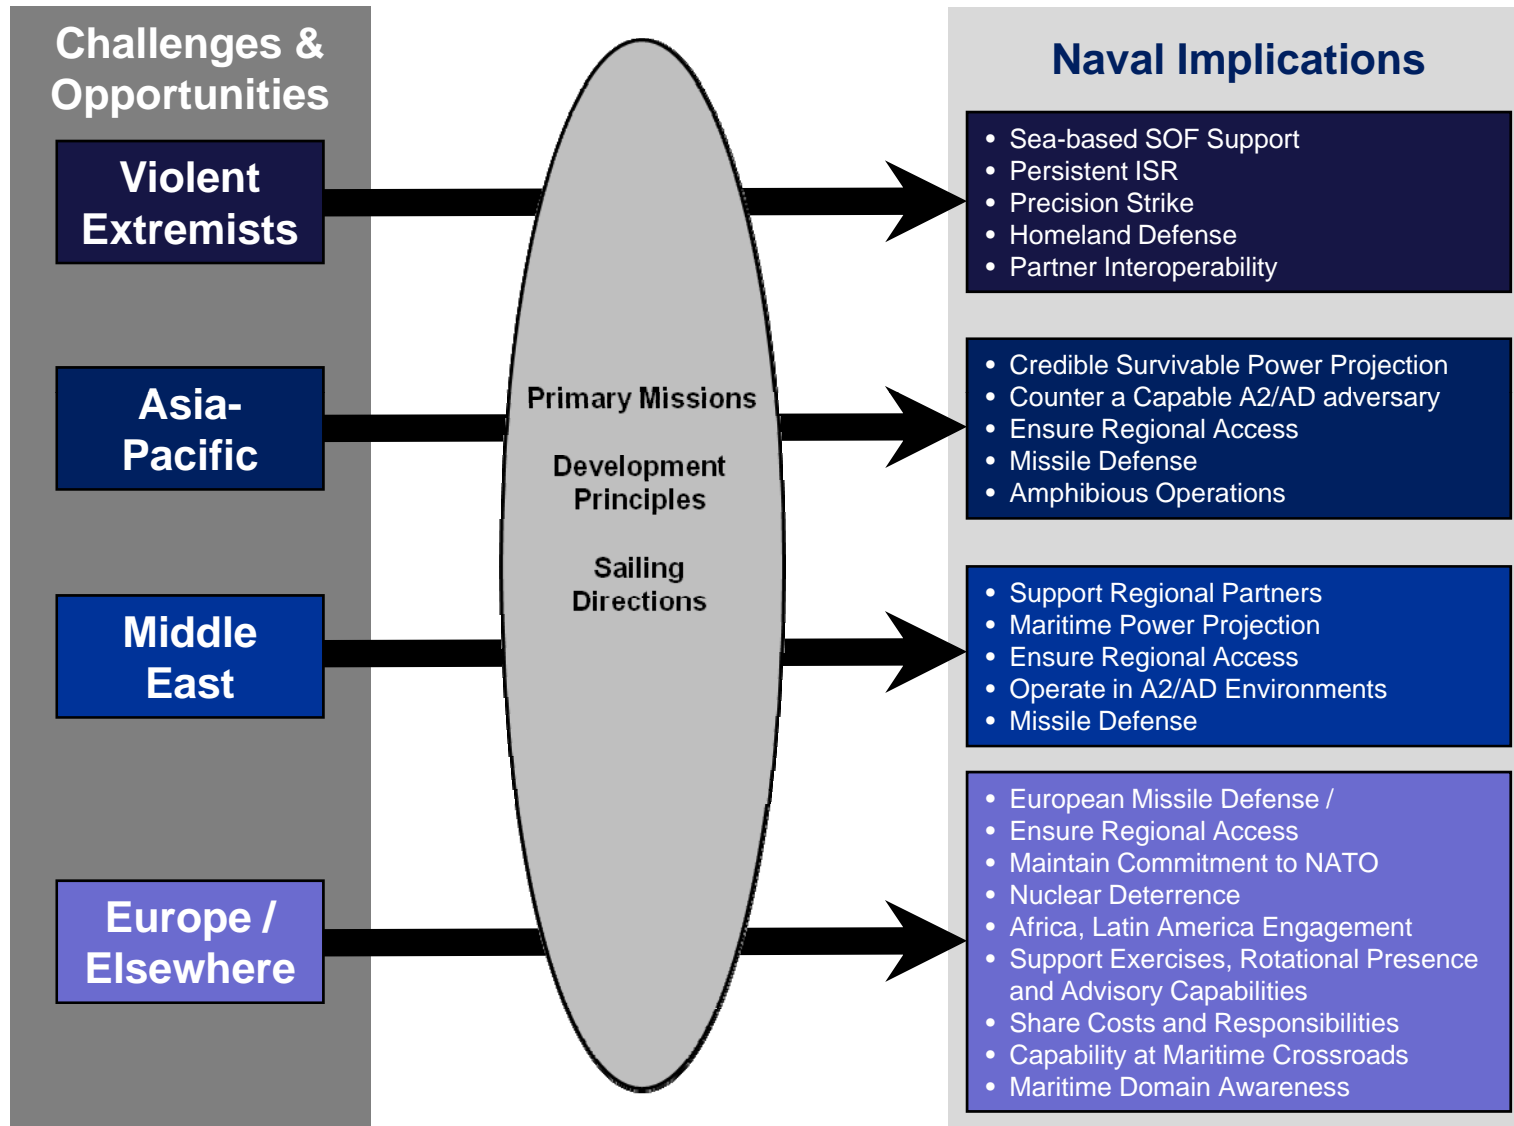 Challenges &
Opportunities
Violent
Extremists
Asia-
Pacific
Middle
East
Europe /
Elsewhere
Primary Missions
Development
Principles
Sailing
Directions
Naval Implications
• Sea-based SOF Support
• Persistent ISR
• Precision Strike
• Homeland Defense
• Partner Interoperability
• Credible Survivable Power Projection
• Counter a Capable A2/AD adversary
• Ensure Regional Access
• Missile Defense
• Amphibious Operations
• Support Regional Partners
• Maritime Power Projection
• Ensure Regional Access
• Operate in A2/AD Environments
• Missile Defense
• European Missile Defense /
• Ensure Regional Access
• Maintain Commitment to NATO
• Nuclear Deterrence
• Africa, Latin America Engagement
• Support Exercises, Rotational Presence
and Advisory Capabilities
• Share Costs and Responsibilities
• Capability at Maritime Crossroads
• Maritime Domain Awareness